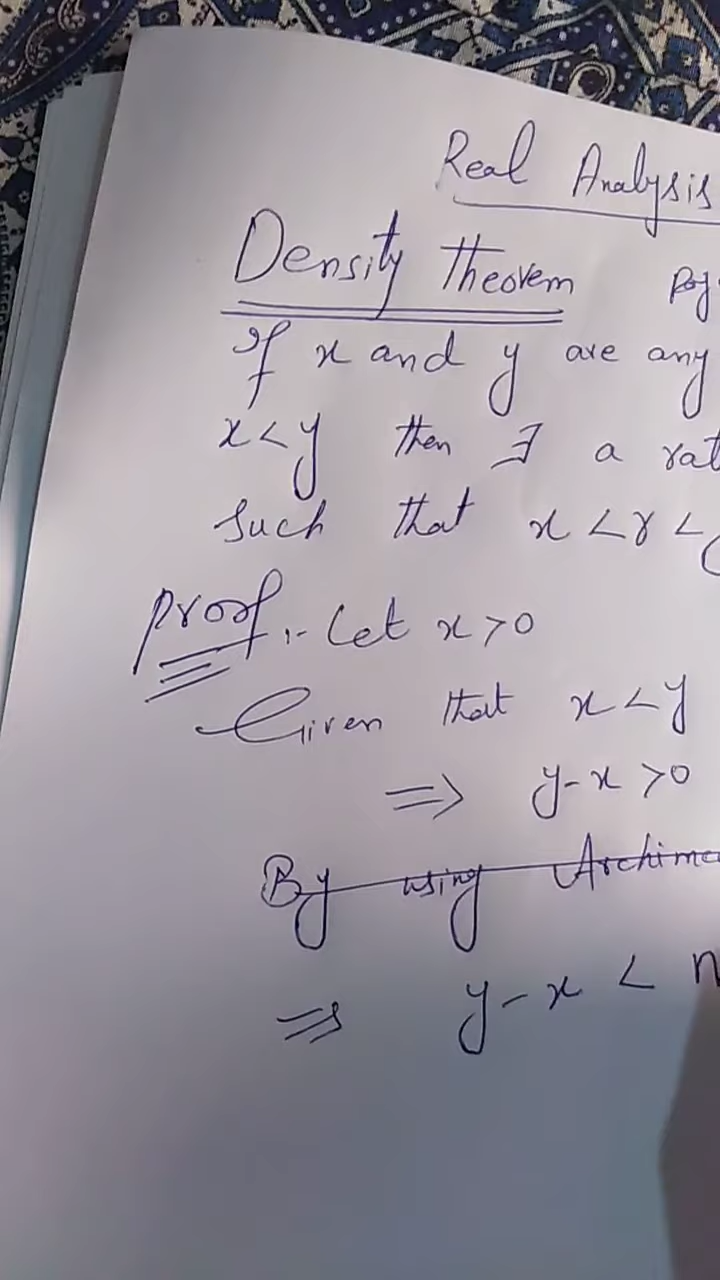 Real Analysis
Density Theorem
If x and y are any
x<y then ∃ a
such that x < r <
Proof:- Let x>0
Given that x<y
⇒ y-x>0
By using
⇒ y-x <